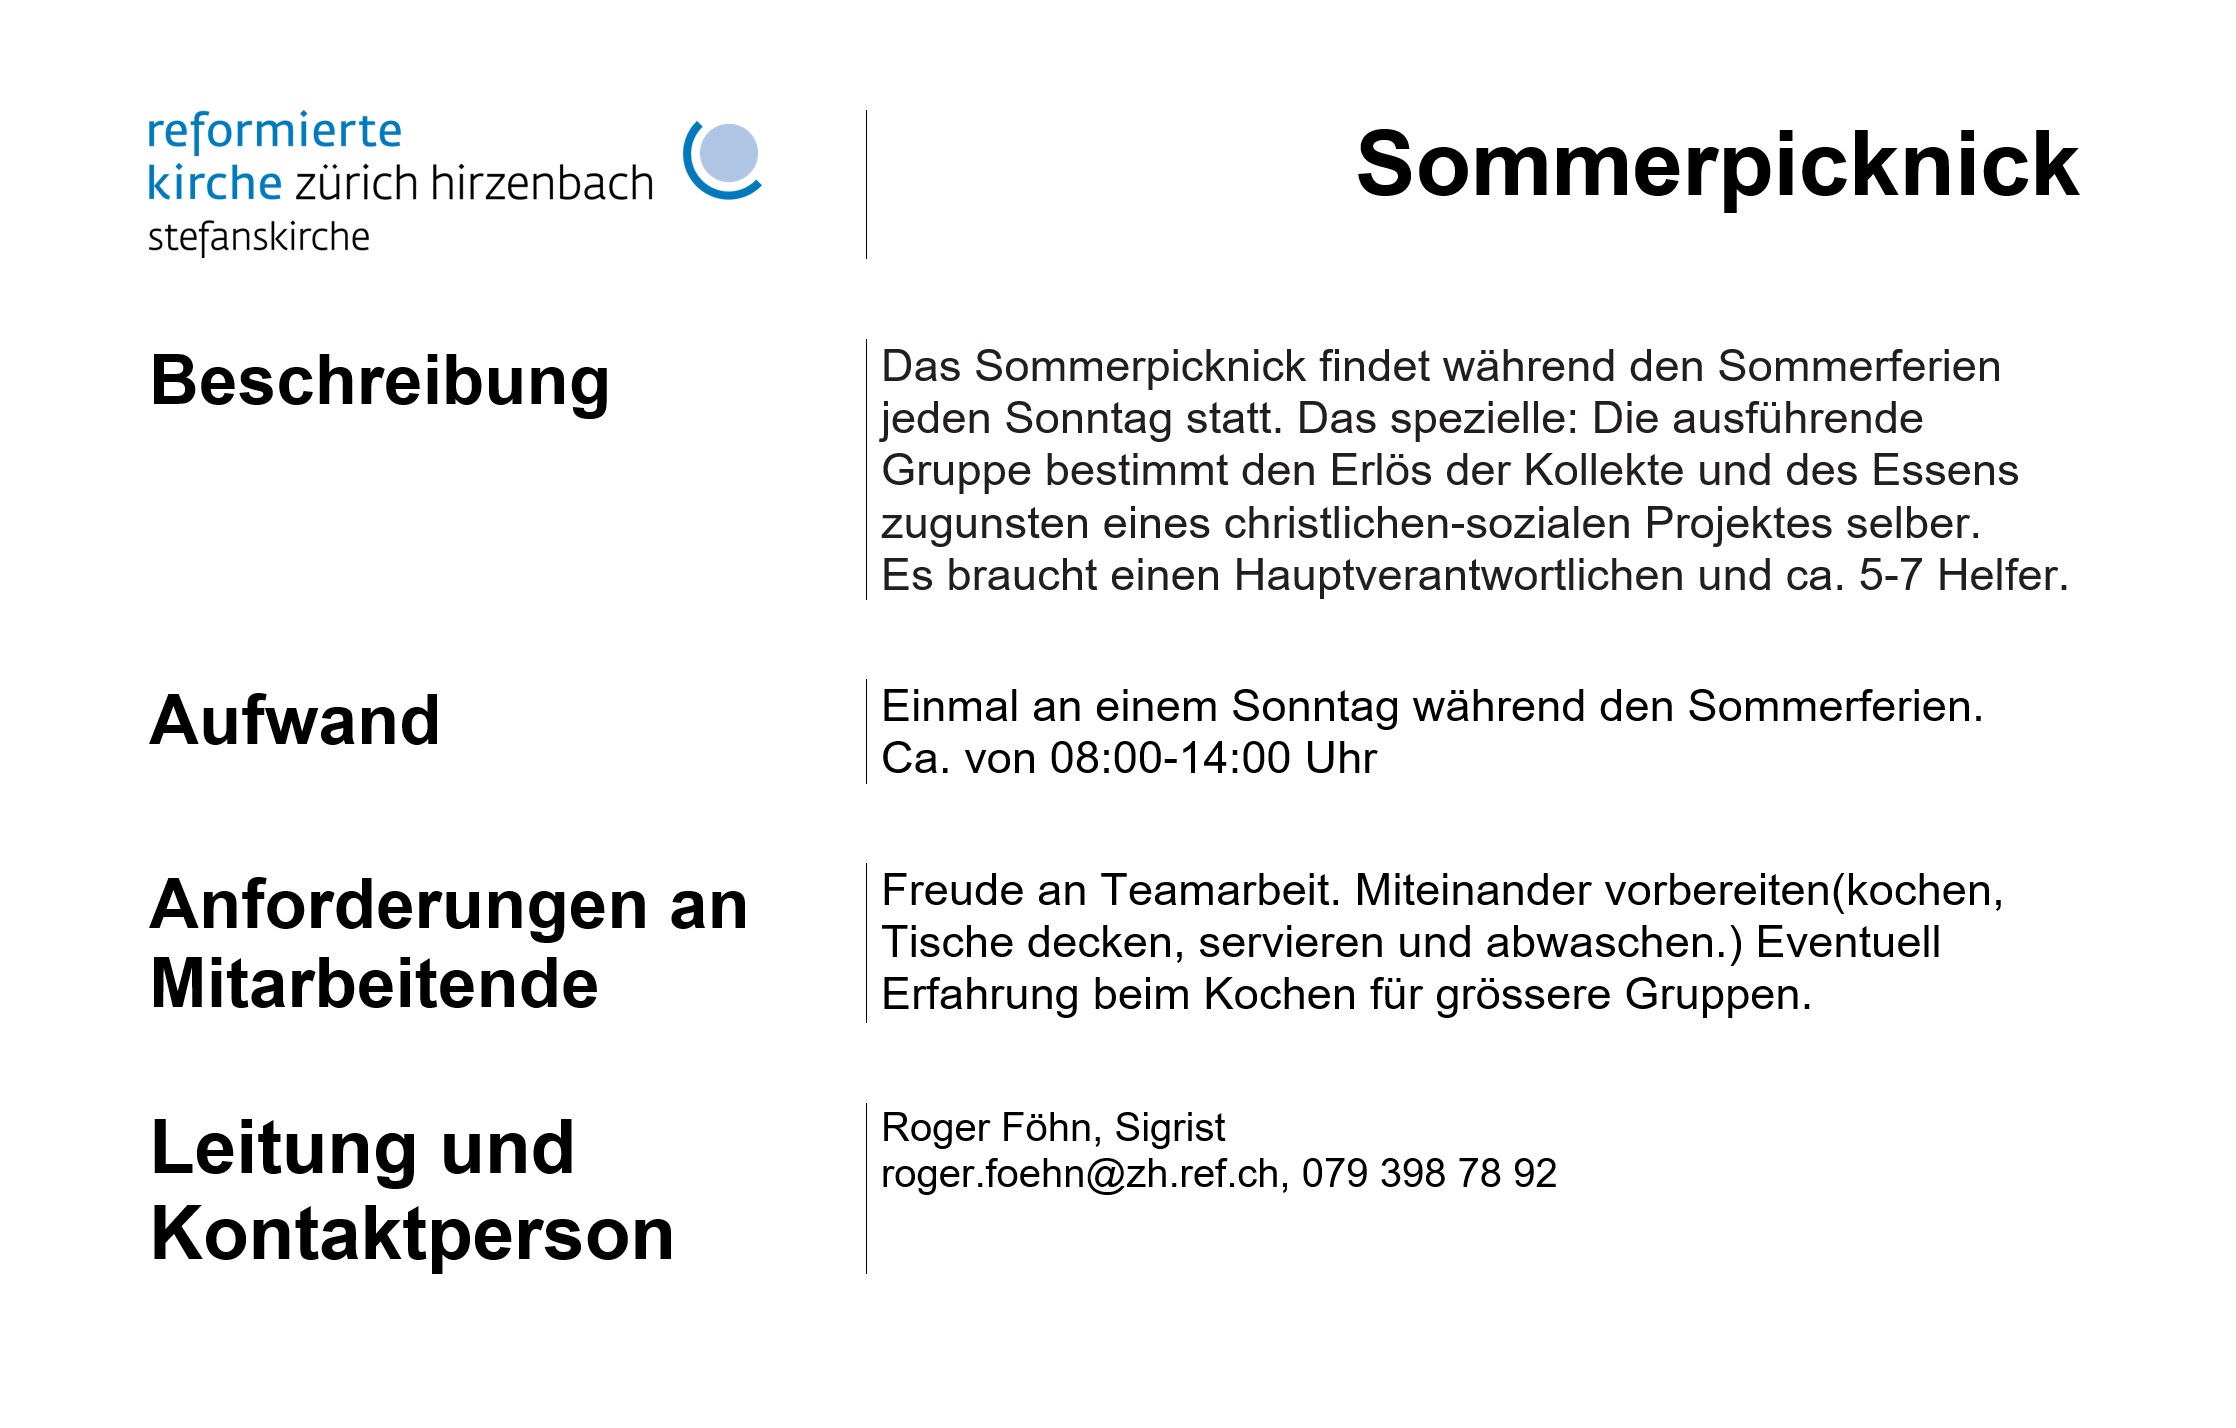 reformierte
kirche zürich hirzenbach
stefanskirche
Sommerpicknick
Beschreibung
Das Sommerpicknick findet während den Sommerferien
jeden Sonntag statt. Das spezielle: Die ausführende
Gruppe bestimmt den Erlös der Kollekte und des Essens
zugunsten eines christlichen-sozialen Projektes selber.
Es braucht einen Hauptverantwortlichen und ca. 5-7 Helfer.
Aufwand
Einmal an einem Sonntag während den Sommerferien.
Ca. von 08:00-14:00 Uhr
Anforderungen an
Mitarbeitende
Freude an Teamarbeit. Miteinander vorbereiten(kochen,
Tische decken, servieren und abwaschen.) Eventuell
Erfahrung beim Kochen für grössere Gruppen.
Leitung und
Kontaktperson
Roger Föhn, Sigrist
roger.foehn@zh.ref.ch, 079 398 78 92